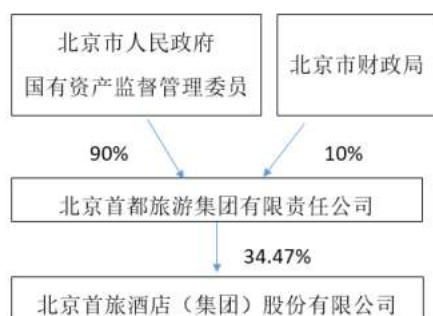 北京市人民政府
国有资产监督管理委员
北京市财政局
90%
10%
北京首都旅游集团有限责任公司
34.47%
北京首旅酒店（集团）股份有限公司